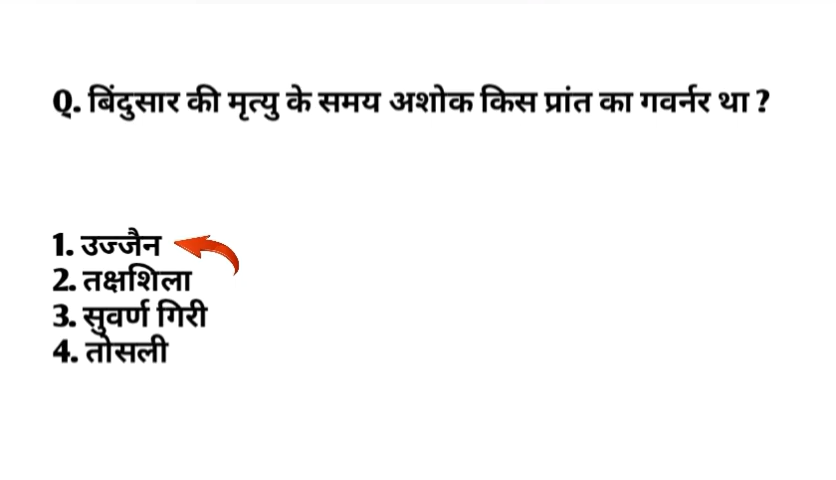 Q. बिंदुसार की मृत्यु के समय अशोक किस प्रांत का गवर्नर था ?
1. उज्जैन
2. तक्षशिला
3. सुवर्ण गिरी
4. तोसली